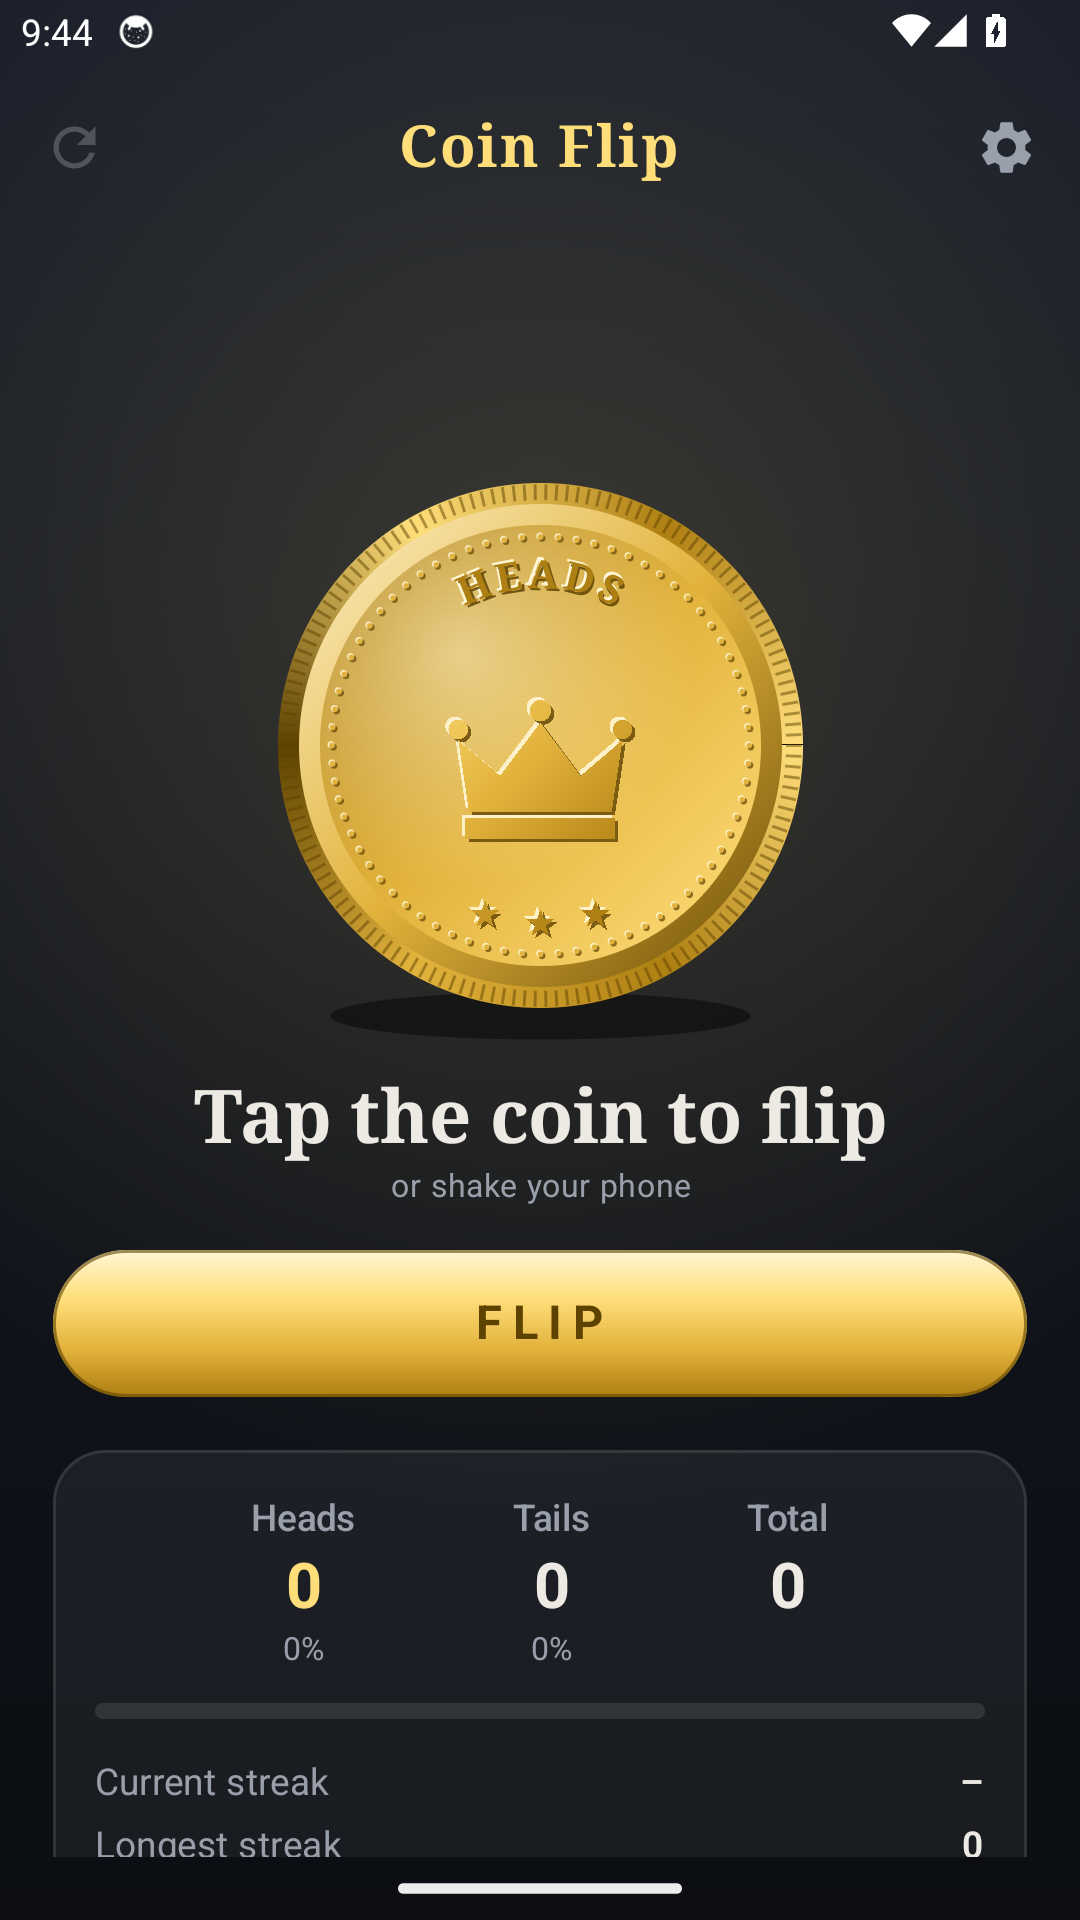 9:44
Coin Flip
HEADS
Tap the coin to flip
or shake your phone
FLIP
Heads Tails Total
0 0 0
0% 0%
Current streak –
Longest streak 0